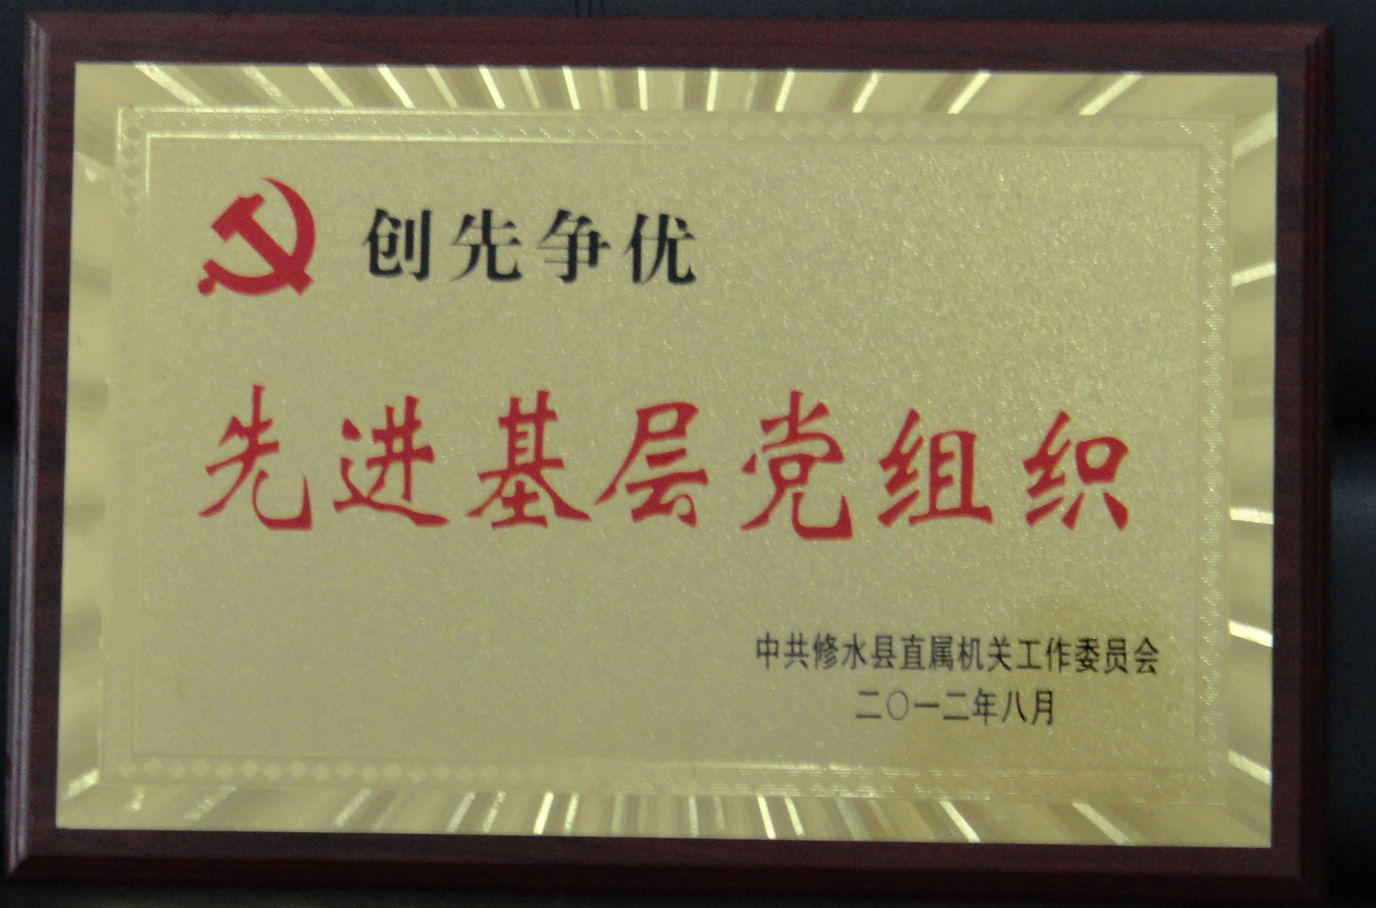 创先争优
先进基层党组织
中共修水县直属机关工作委员会
二〇一二年八月